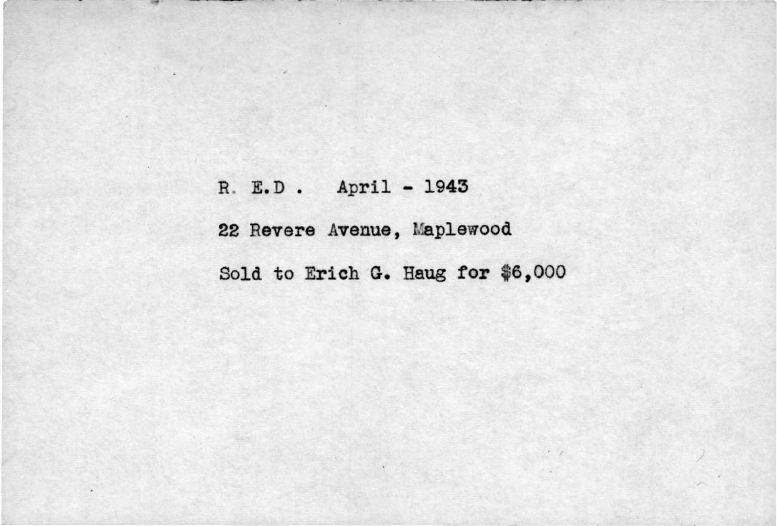 R. E.D .   April - 1943
22 Revere Avenue, Maplewood
Sold to Erich G. Haug for $6,000